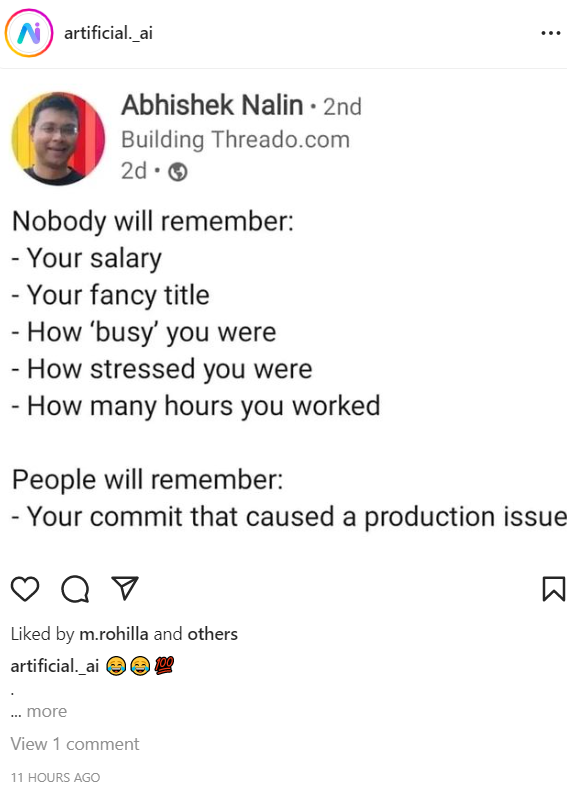 artificial._ai
Abhishek Nalin • 2nd
Building Threado.com
2d •
Nobody will remember:
- Your salary
- Your fancy title
- How ‘busy’ you were
- How stressed you were
- How many hours you worked
People will remember:
- Your commit that caused a production issue
Liked by m.rohilla and others
artificial._ai 😂😂💯
.
... more
View 1 comment
11 HOURS AGO